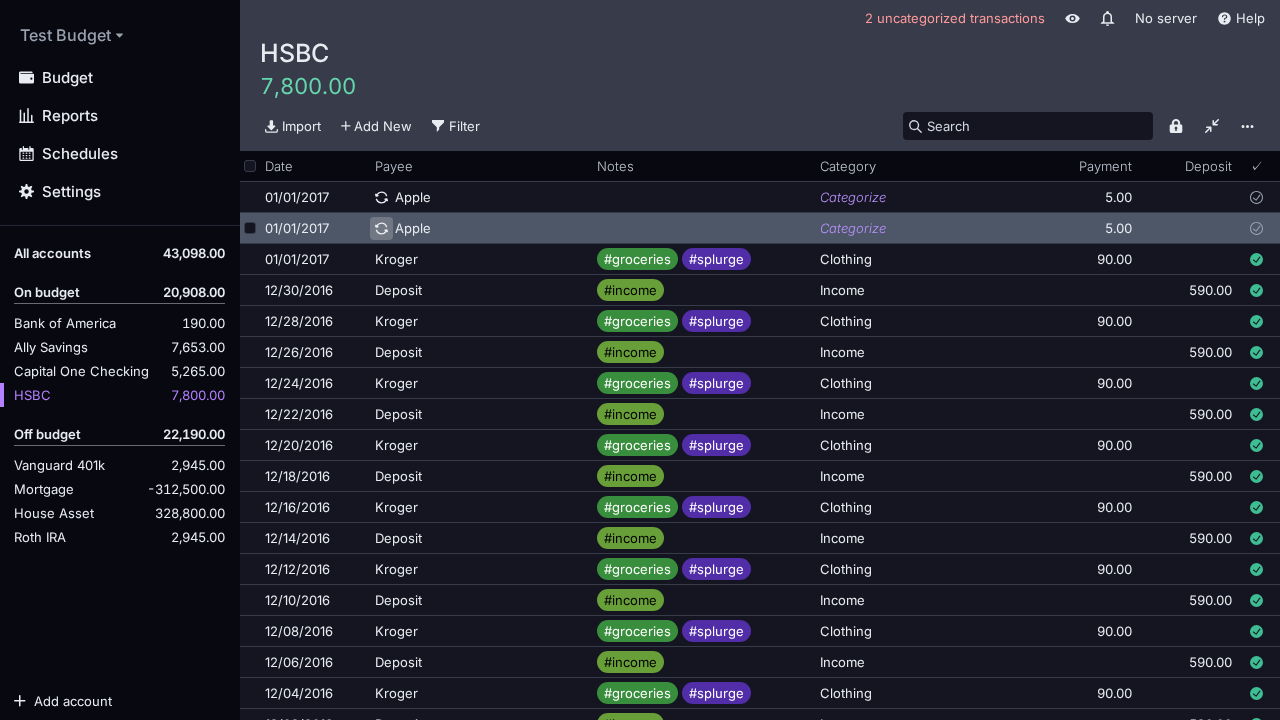 Test Budget
Budget
Reports
Schedules
Settings
All accounts 43,098.00
On budget 20,908.00
Bank of America 190.00
Ally Savings 7,653.00
Capital One Checking 5,265.00
HSBC 7,800.00
Off budget 22,190.00
Vanguard 401k 2,945.00
Mortgage -312,500.00
House Asset 328,800.00
Roth IRA 2,945.00
Add account
2 uncategorized transactions No server Help
HSBC
7,800.00
Import Add New Filter Search
Date Payee Notes Category Payment Deposit ✓
01/01/2017 Apple Categorize 5.00
01/01/2017 Apple Categorize 5.00
01/01/2017 Kroger #groceries #splurge Clothing 90.00
12/30/2016 Deposit #income Income 590.00
12/28/2016 Kroger #groceries #splurge Clothing 90.00
12/26/2016 Deposit #income Income 590.00
12/24/2016 Kroger #groceries #splurge Clothing 90.00
12/22/2016 Deposit #income Income 590.00
12/20/2016 Kroger #groceries #splurge Clothing 90.00
12/18/2016 Deposit #income Income 590.00
12/16/2016 Kroger #groceries #splurge Clothing 90.00
12/14/2016 Deposit #income Income 590.00
12/12/2016 Kroger #groceries #splurge Clothing 90.00
12/10/2016 Deposit #income Income 590.00
12/08/2016 Kroger #groceries #splurge Clothing 90.00
12/06/2016 Deposit #income Income 590.00
12/04/2016 Kroger #groceries #splurge Clothing 90.00